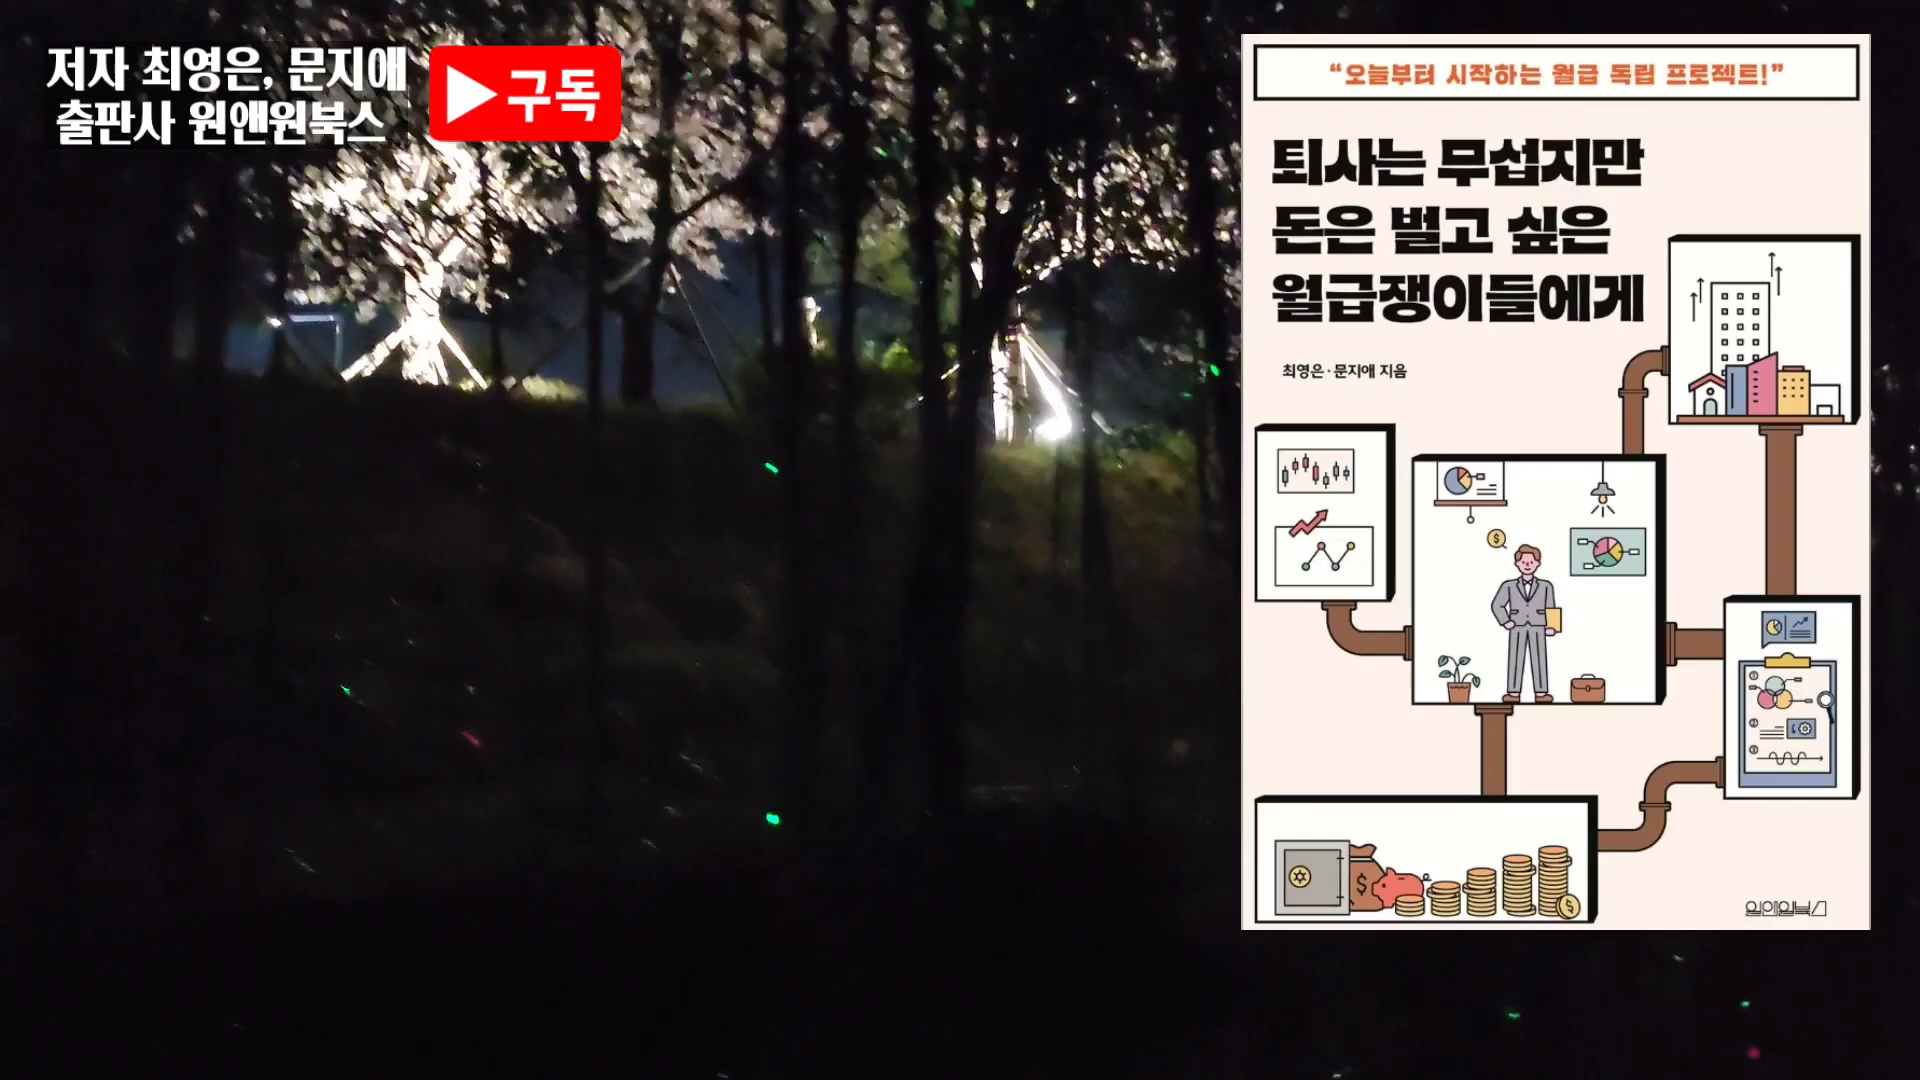 저자 최영은, 문지애
출판사 원앤원북스
구독
“오늘부터 시작하는 월급 독립 프로젝트!”
퇴사는 무섭지만
돈은 벌고 싶은
월급쟁이들에게
최영은·문지애 지음
원앤원북스